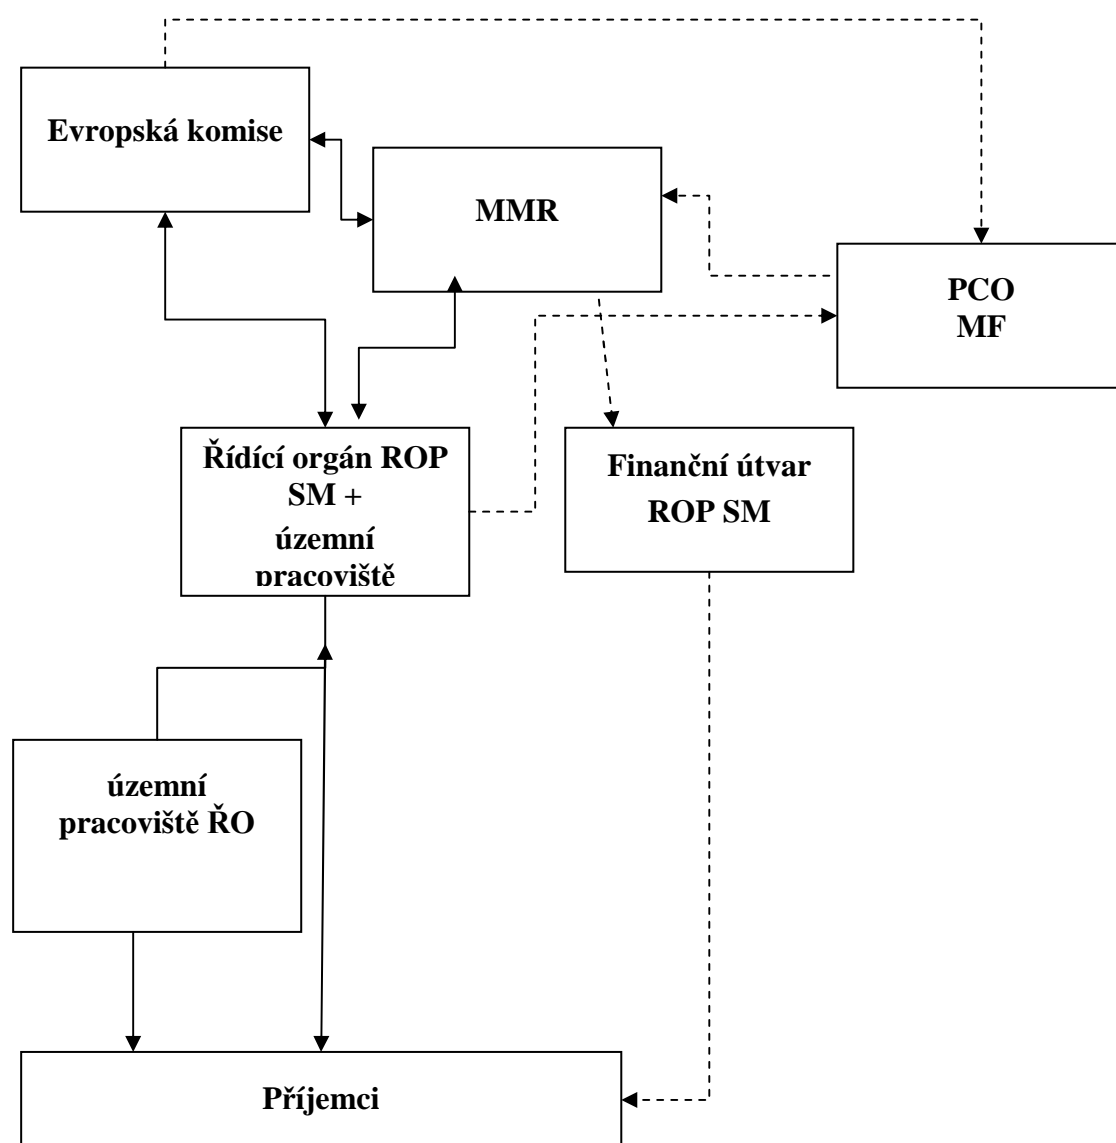 Evropská komise
MMR
PCO
MF
Řídící orgán ROP
SM +
územní
pracoviště
Finanční útvar
ROP SM
územní
pracoviště ŘO
Příjemci